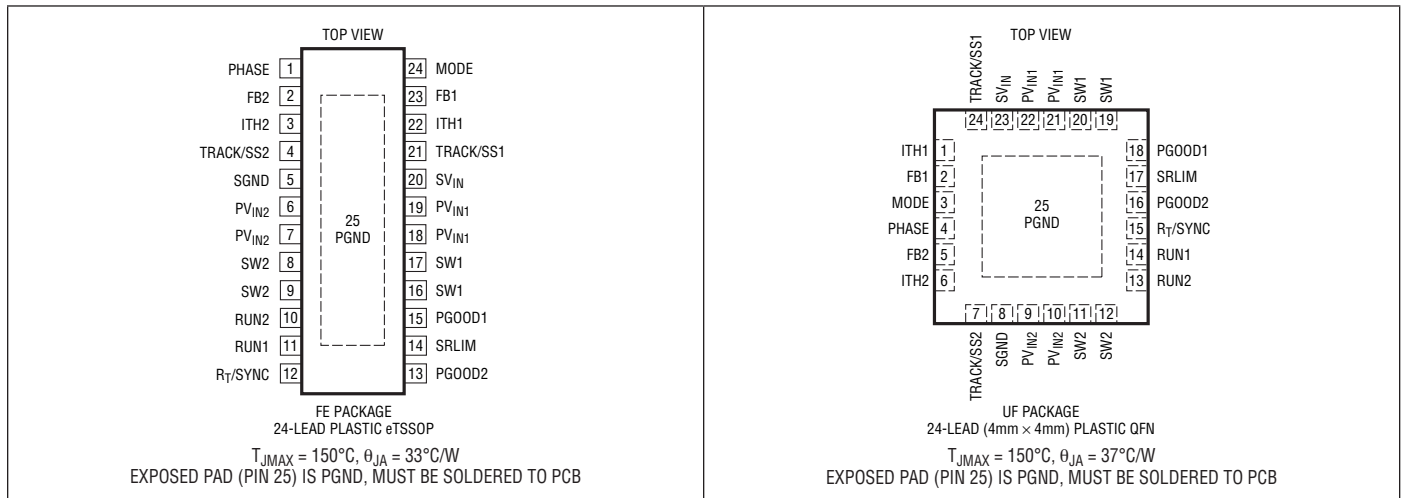 TOP VIEW
PHASE 1
FB2 2
ITH2 3
TRACK/SS2 4
SGND 5
PVIN2 6
PVIN2 7
SW2 8
SW2 9
RUN2 10
RUN1 11
RT/SYNC 12
24 MODE
23 FB1
22 ITH1
21 TRACK/SS1
20 SVIN
19 PVIN1
18 PVIN1
17 SW1
16 SW1
15 PGOOD1
14 SRLIM
13 PGOOD2
25
PGND
FE PACKAGE
24-LEAD PLASTIC eTSSOP
TJMAX = 150°C, θJA = 33°C/W
EXPOSED PAD (PIN 25) IS PGND, MUST BE SOLDERED TO PCB
TOP VIEW
TRACK/SS1
SVIN
PVIN1
PVIN1
SW1
SW1
24 23 22 21 20 19
ITH1 1
FB1 2
MODE 3
PHASE 4
FB2 5
ITH2 6
18 PGOOD1
17 SRLIM
16 PGOOD2
15 RT/SYNC
14 RUN1
13 RUN2
25
PGND
7 8 9 10 11 12
TRACK/SS2
SGND
PVIN2
PVIN2
SW2
SW2
UF PACKAGE
24-LEAD (4mm × 4mm) PLASTIC QFN
TJMAX = 150°C, θJA = 37°C/W
EXPOSED PAD (PIN 25) IS PGND, MUST BE SOLDERED TO PCB